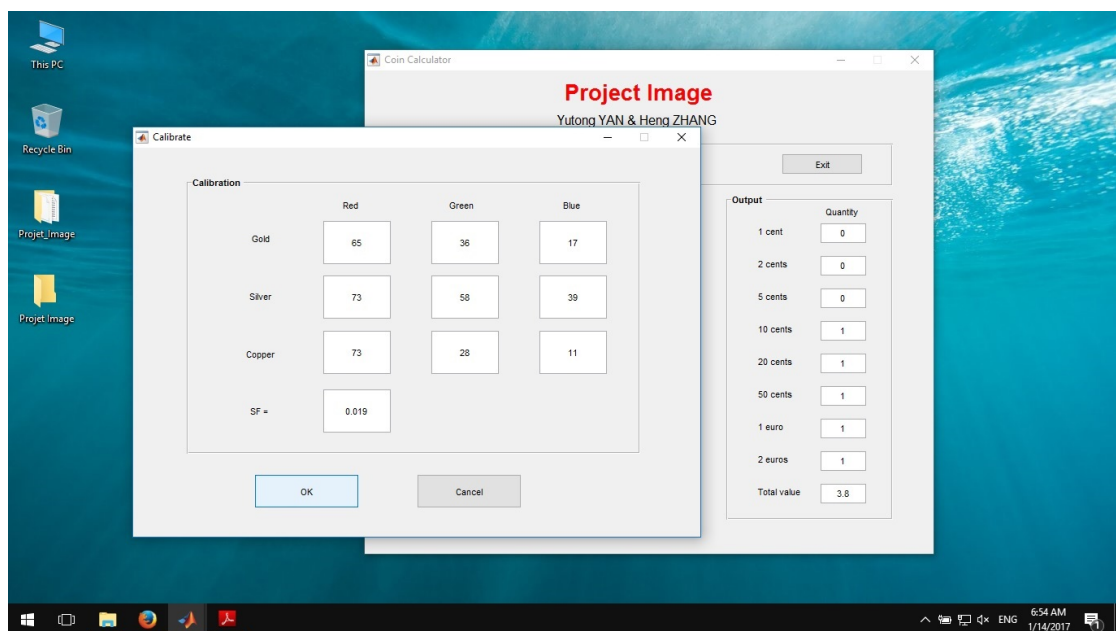 This PC
Recycle Bin
Projet_Image
Projet Image
Coin Calculator
Project Image
Yutong YAN & Heng ZHANG
Exit
Output
Quantity
1 cent 0
2 cents 0
5 cents 0
10 cents 1
20 cents 1
50 cents 1
1 euro 1
2 euros 1
Total value 3.8
Calibrate
Calibration
Red Green Blue
Gold 65 36 17
Silver 73 58 39
Copper 73 28 11
SF = 0.019
OK Cancel
ENG
6:54 AM
1/14/2017
1